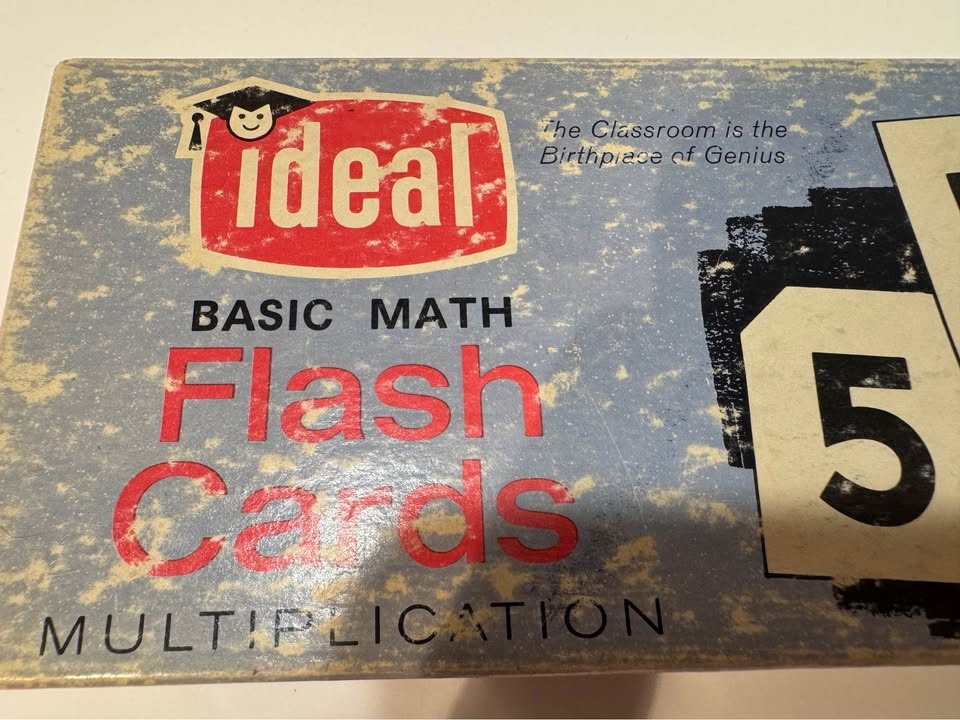 ideal
The Classroom is the
Birthplace of Genius
BASIC MATH
Flash
Cards
MULTIPLICATION
5